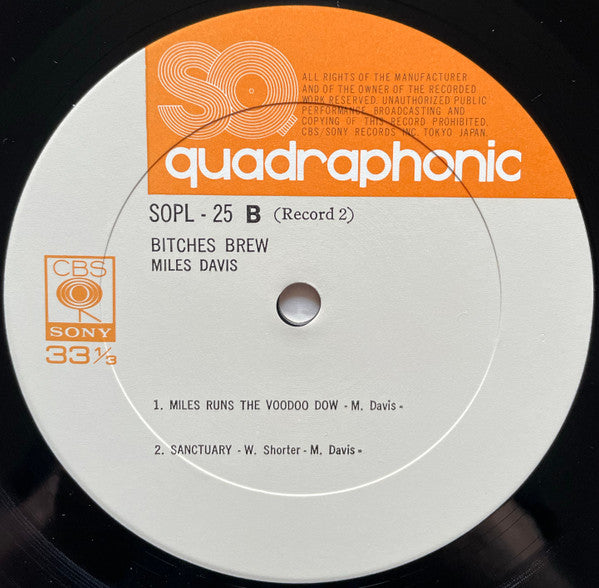 SQ
ALL RIGHTS OF THE MANUFACTURER
AND OF THE OWNER OF THE RECORDED
WORK RESERVED. UNAUTHORIZED PUBLIC
PERFORMANCE, BROADCASTING AND
COPYING OF THIS RECORD PROHIBITED.
CBS/SONY RECORDS INC. TOKYO JAPAN.
quadraphonic
SOPL - 25 B (Record 2)
BITCHES BREW
MILES DAVIS
CBS
SONY
33 1/3
1. MILES RUNS THE VOODOO DOW - M. Davis -
2. SANCTUARY - W. Shorter - M. Davis -